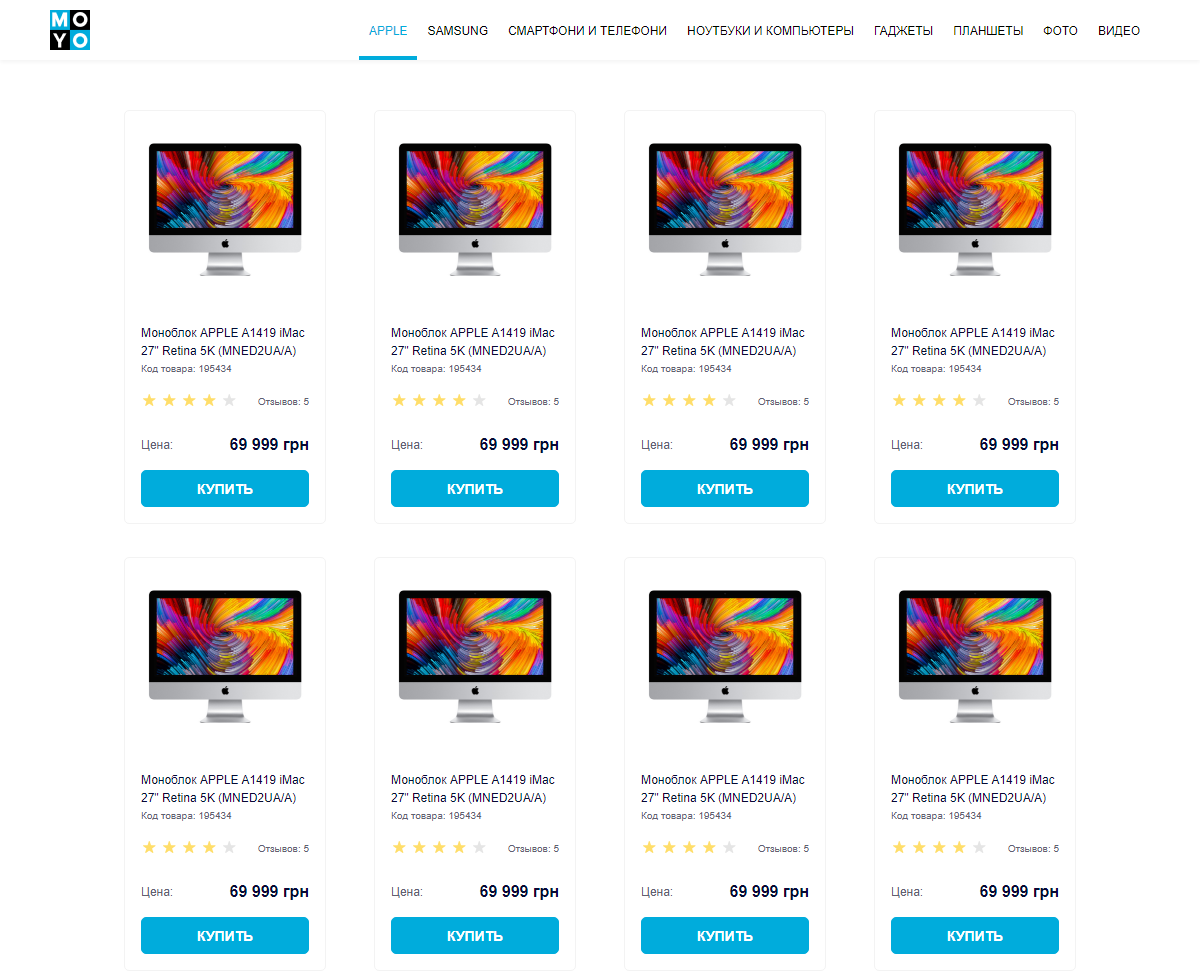 MO
YO
APPLE SAMSUNG СМАРТФОНИ И ТЕЛЕФОНИ НОУТБУКИ И КОМПЬЮТЕРЫ ГАДЖЕТЫ ПЛАНШЕТЫ ФОТО ВИДЕО
Моноблок APPLE A1419 iMac
27" Retina 5K (MNED2UA/A)
Код товара: 195434
Отзывов: 5
Цена: 69 999 грн
КУПИТЬ
Моноблок APPLE A1419 iMac
27" Retina 5K (MNED2UA/A)
Код товара: 195434
Отзывов: 5
Цена: 69 999 грн
КУПИТЬ
Моноблок APPLE A1419 iMac
27" Retina 5K (MNED2UA/A)
Код товара: 195434
Отзывов: 5
Цена: 69 999 грн
КУПИТЬ
Моноблок APPLE A1419 iMac
27" Retina 5K (MNED2UA/A)
Код товара: 195434
Отзывов: 5
Цена: 69 999 грн
КУПИТЬ
Моноблок APPLE A1419 iMac
27" Retina 5K (MNED2UA/A)
Код товара: 195434
Отзывов: 5
Цена: 69 999 грн
КУПИТЬ
Моноблок APPLE A1419 iMac
27" Retina 5K (MNED2UA/A)
Код товара: 195434
Отзывов: 5
Цена: 69 999 грн
КУПИТЬ
Моноблок APPLE A1419 iMac
27" Retina 5K (MNED2UA/A)
Код товара: 195434
Отзывов: 5
Цена: 69 999 грн
КУПИТЬ
Моноблок APPLE A1419 iMac
27" Retina 5K (MNED2UA/A)
Код товара: 195434
Отзывов: 5
Цена: 69 999 грн
КУПИТЬ